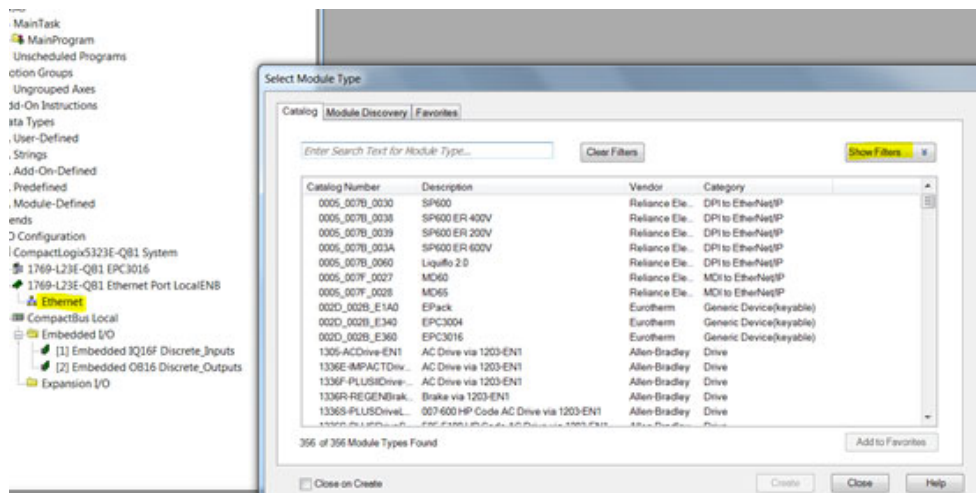 MainTask
MainProgram
Unscheduled Programs
otion Groups
Ungrouped Axes
dd-On Instructions
ata Types
User-Defined
Strings
Add-On-Defined
Predefined
Module-Defined
ends
O Configuration
CompactLogix5323E-QB1 System
1769-L23E-QB1 EPC3016
1769-L23E-QB1 Ethernet Port LocalENB
Ethernet
CompactBus Local
Embedded I/O
[1] Embedded IQ16F Discrete_Inputs
[2] Embedded OB16 Discrete_Outputs
Expansion I/O
Select Module Type
Catalog Module Discovery Favorites
Enter Search Text for Module Type... Clear Filters Show Filters
Catalog Number Description Vendor Category
0005_007B_0030 SP600 Reliance Ele... DPI to EtherNet/IP
0005_007B_0038 SP600 ER 400V Reliance Ele... DPI to EtherNet/IP
0005_007B_0039 SP600 ER 200V Reliance Ele... DPI to EtherNet/IP
0005_007B_003A SP600 ER 600V Reliance Ele... DPI to EtherNet/IP
0005_007B_0060 Liquiflo 2.0 Reliance Ele... DPI to EtherNet/IP
0005_007F_0027 MD60 Reliance Ele... MDI to EtherNet/IP
0005_007F_0028 MD65 Reliance Ele... MDI to EtherNet/IP
002D_002B_E1A0 EPack Eurotherm Generic Device(keyable)
002D_002B_E340 EPC3004 Eurotherm Generic Device(keyable)
002D_002B_E360 EPC3016 Eurotherm Generic Device(keyable)
1305-ACDrive-EN1 AC Drive via 1203-EN1 Allen-Bradley Drive
1336E-IMPACTDriv... AC Drive via 1203-EN1 Allen-Bradley Drive
1336F-PLUSIIDrive-... AC Drive via 1203-EN1 Allen-Bradley Drive
1336R-REGENBrak... Brake via 1203-EN1 Allen-Bradley Drive
1336S-PLUSDriveL... 007-600 HP Code AC Drive via 1203-EN1 Allen-Bradley Drive
356 of 356 Module Types Found Add to Favorites
Close on Create Create Close Help